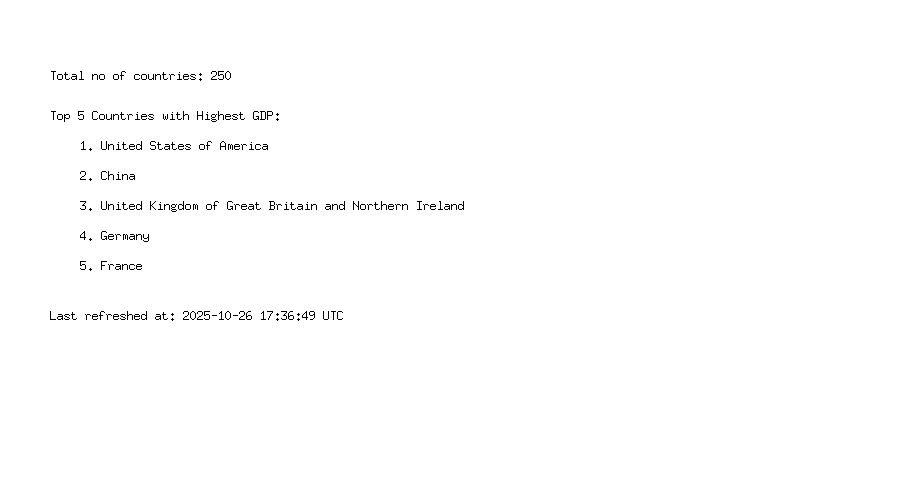 Total no of countries: 250
Top 5 Countries with Highest GDP:
1. United States of America
2. China
3. United Kingdom of Great Britain and Northern Ireland
4. Germany
5. France
Last refreshed at: 2025-10-26 17:36:49 UTC